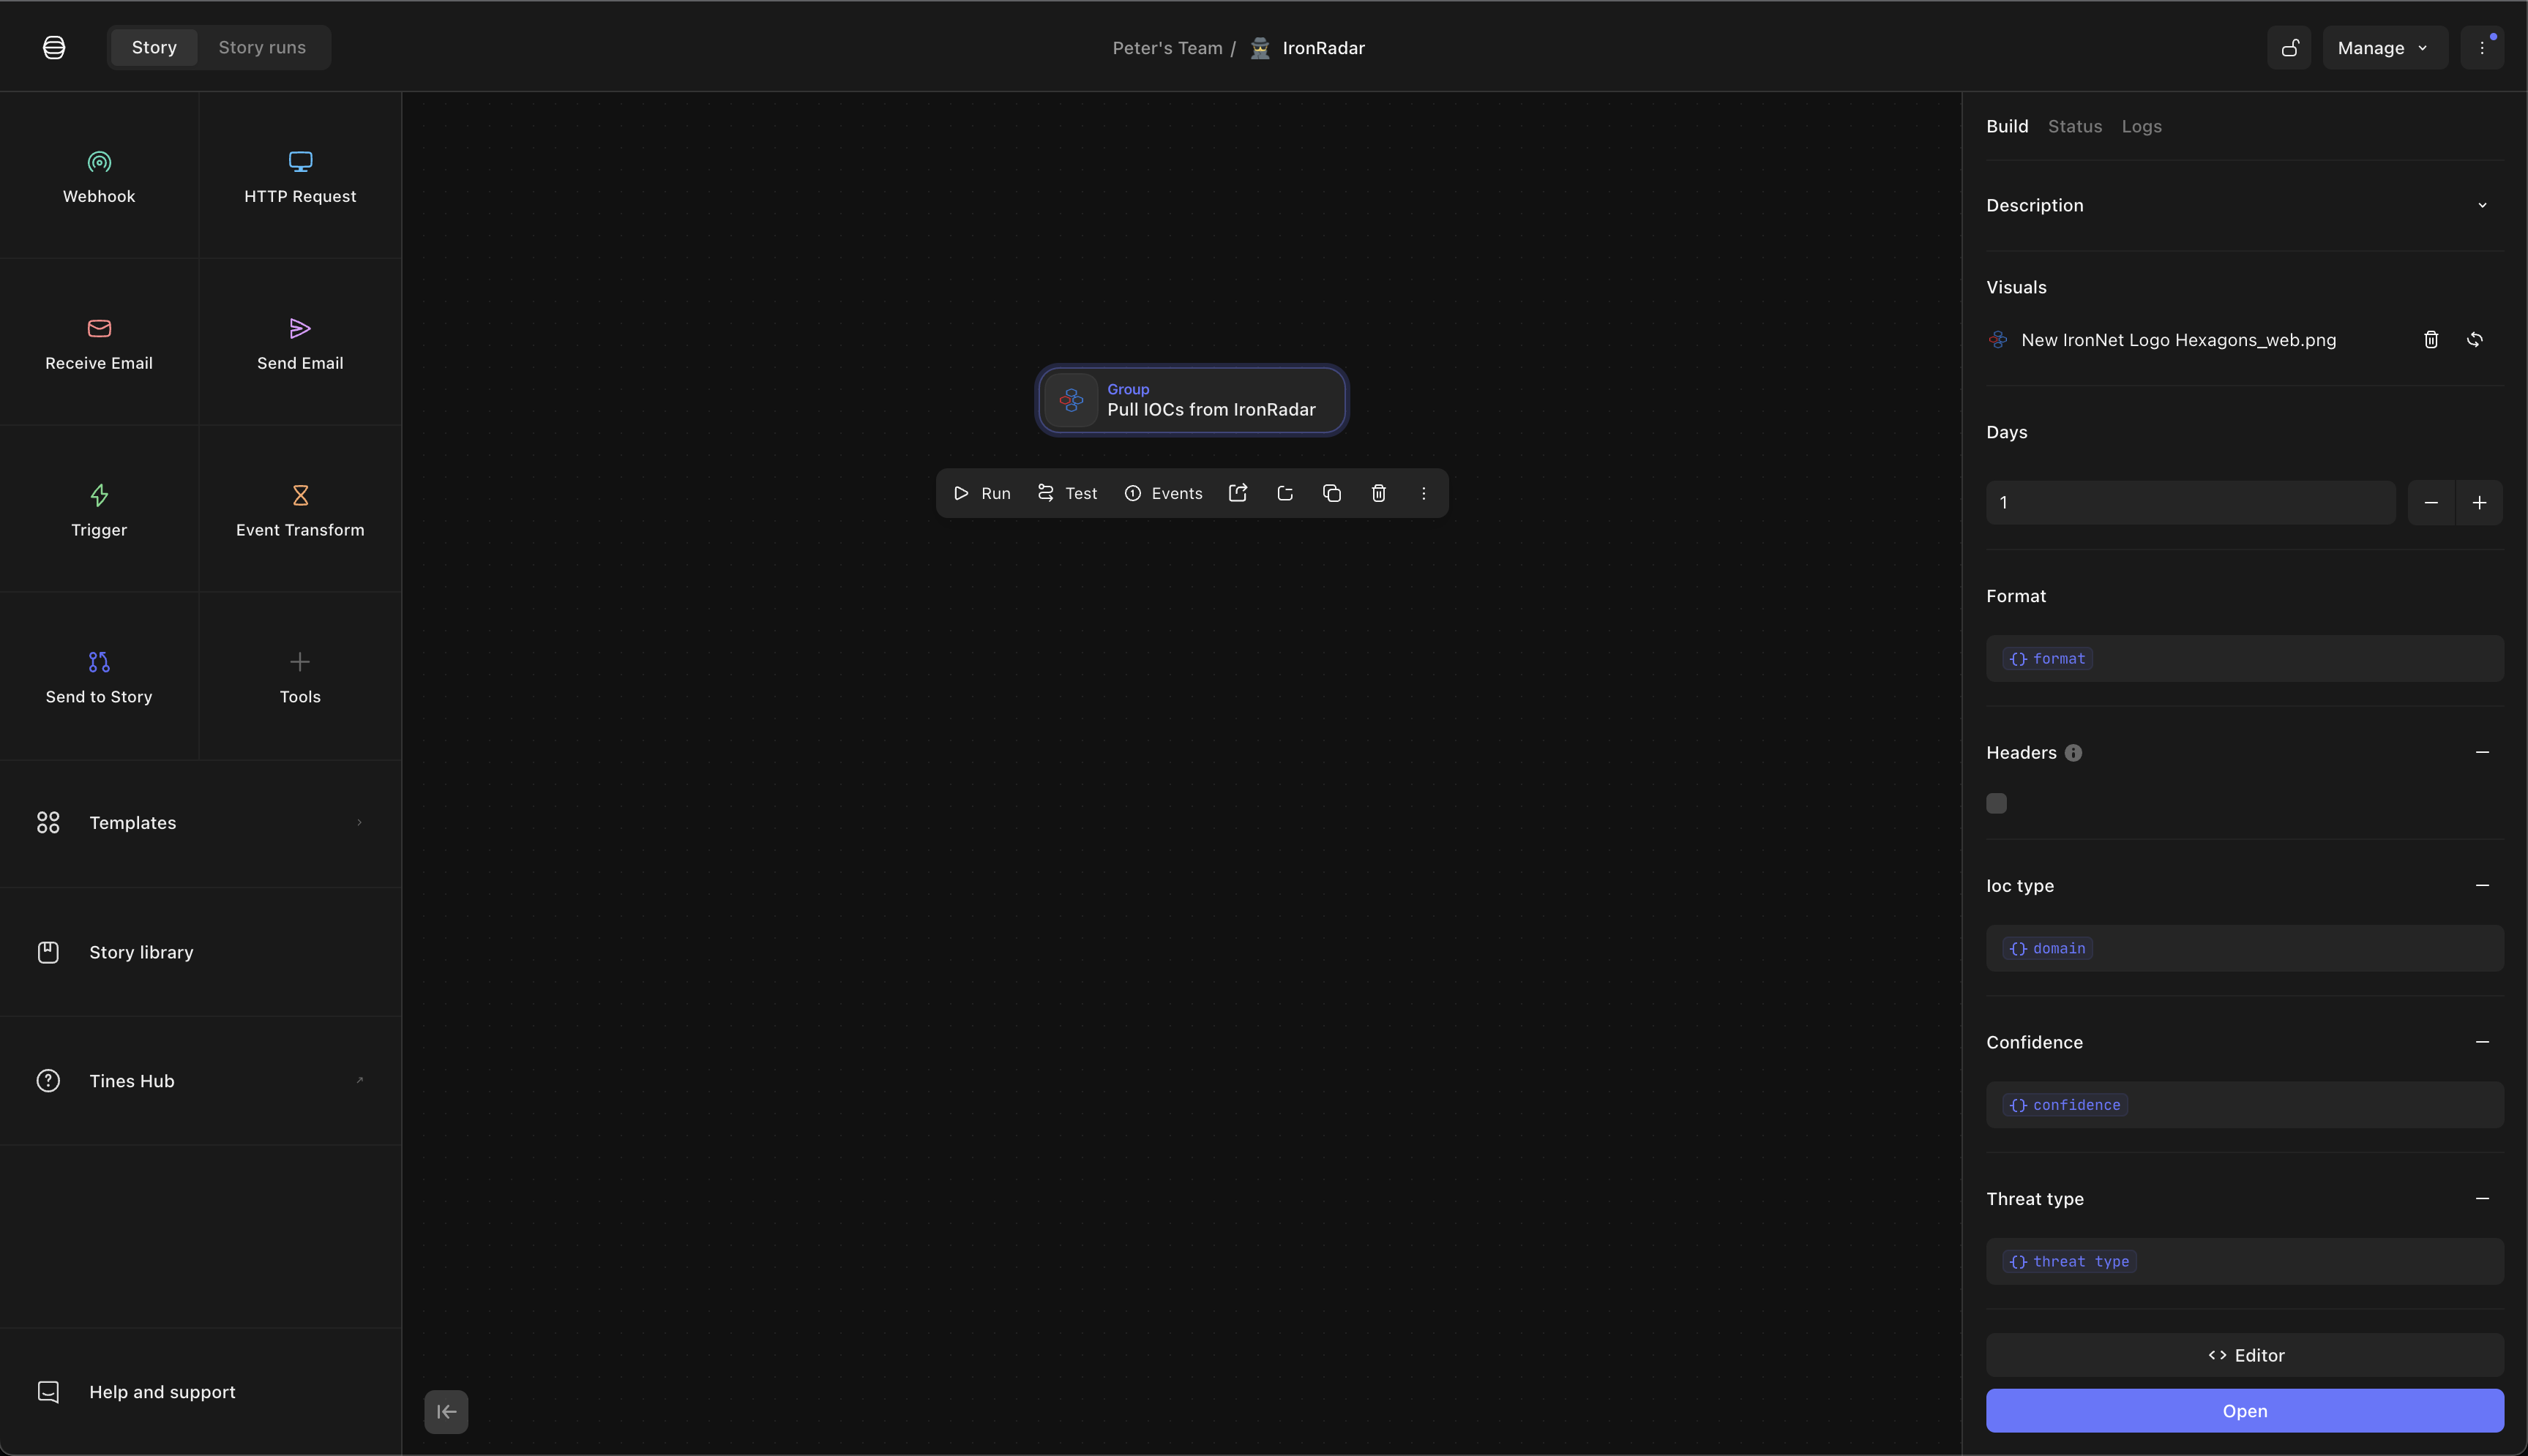 Story
Story runs
Peter's Team / IronRadar
Manage
Webhook
HTTP Request
Receive Email
Send Email
Trigger
Event Transform
Send to Story
Tools
Templates
Story library
Tines Hub
Help and support
Group
Pull IOCs from IronRadar
Run
Test
1
Events
Build
Status
Logs
Description
Visuals
New IronNet Logo Hexagons_web.png
Days
1
Format
{} format
Headers
Ioc type
{} domain
Confidence
{} confidence
Threat type
{} threat type
<> Editor
Open